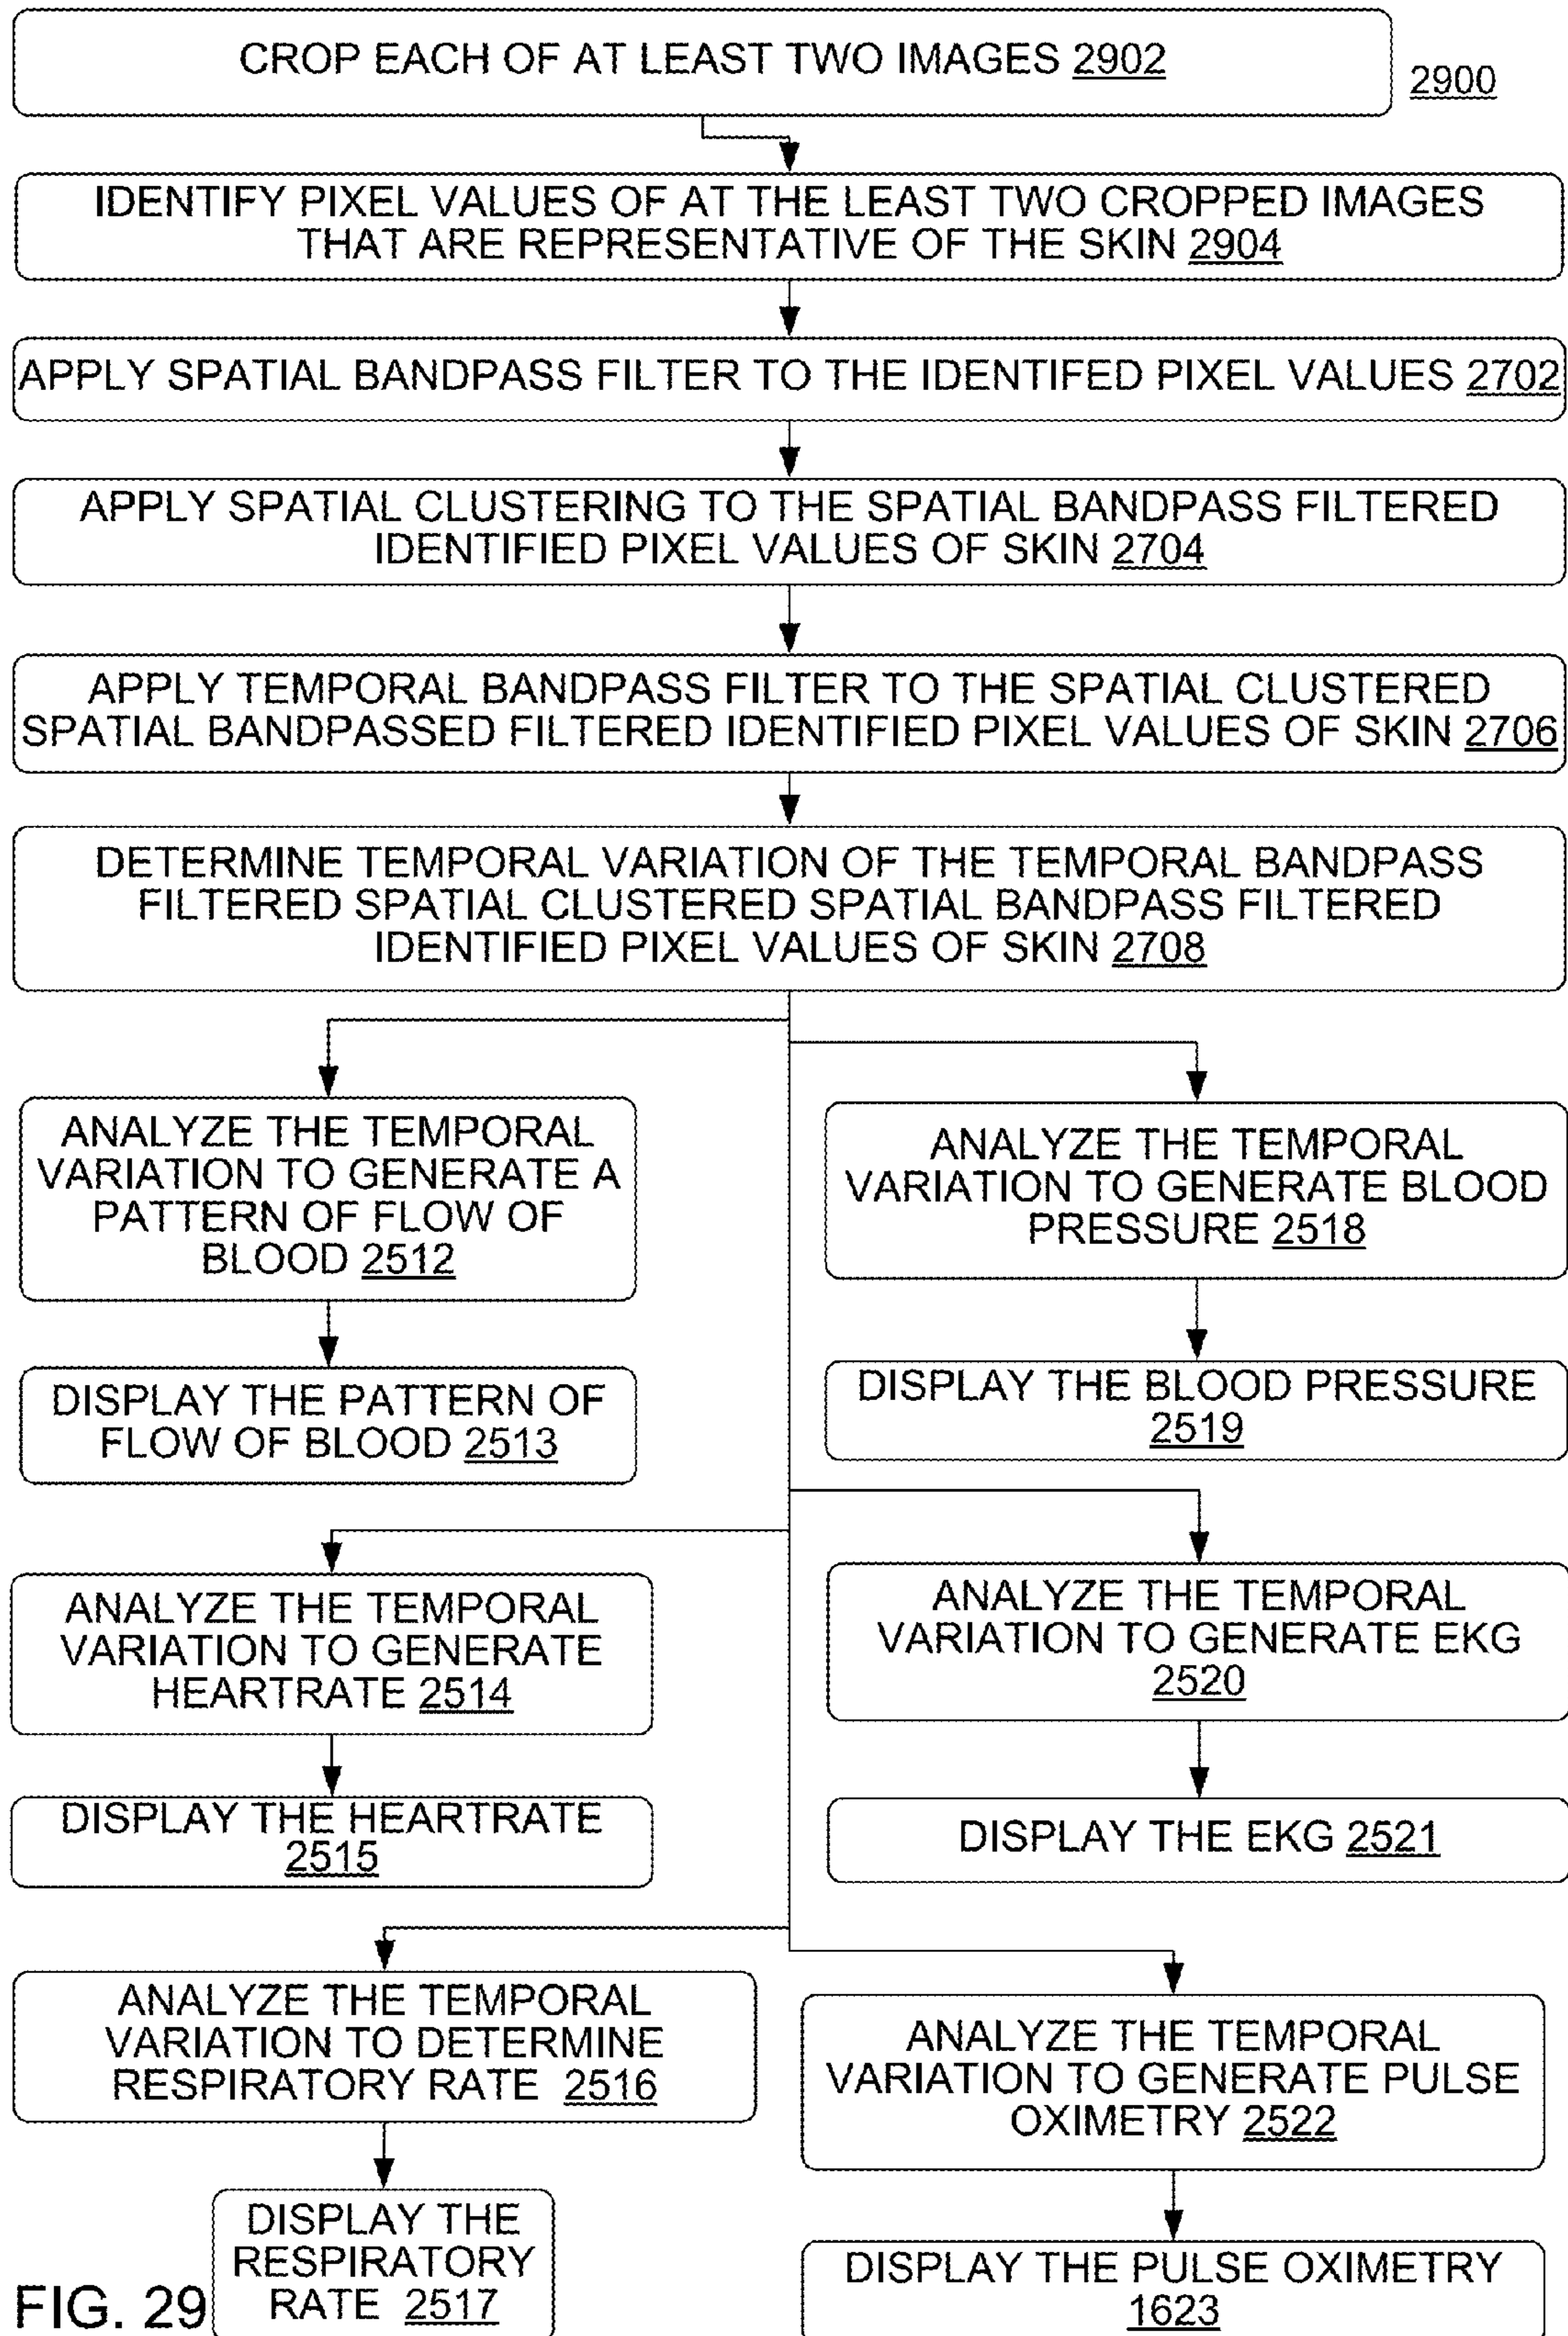 CROP EACH OF AT LEAST TWO IMAGES 2902
2900
IDENTIFY PIXEL VALUES OF AT THE LEAST TWO CROPPED IMAGES
THAT ARE REPRESENTATIVE OF THE SKIN 2904
APPLY SPATIAL BANDPASS FILTER TO THE IDENTIFED PIXEL VALUES 2702
APPLY SPATIAL CLUSTERING TO THE SPATIAL BANDPASS FILTERED
IDENTIFIED PIXEL VALUES OF SKIN 2704
APPLY TEMPORAL BANDPASS FILTER TO THE SPATIAL CLUSTERED
SPATIAL BANDPASSED FILTERED IDENTIFIED PIXEL VALUES OF SKIN 2706
DETERMINE TEMPORAL VARIATION OF THE TEMPORAL BANDPASS
FILTERED SPATIAL CLUSTERED SPATIAL BANDPASS FILTERED
IDENTIFIED PIXEL VALUES OF SKIN 2708
ANALYZE THE TEMPORAL
VARIATION TO GENERATE A
PATTERN OF FLOW OF
BLOOD 2512
DISPLAY THE PATTERN OF
FLOW OF BLOOD 2513
ANALYZE THE TEMPORAL
VARIATION TO GENERATE BLOOD
PRESSURE 2518
DISPLAY THE BLOOD PRESSURE
2519
ANALYZE THE TEMPORAL
VARIATION TO GENERATE
HEARTRATE 2514
DISPLAY THE HEARTRATE
2515
ANALYZE THE TEMPORAL
VARIATION TO GENERATE EKG
2520
DISPLAY THE EKG 2521
ANALYZE THE TEMPORAL
VARIATION TO DETERMINE
RESPIRATORY RATE 2516
DISPLAY THE
RESPIRATORY
RATE 2517
ANALYZE THE TEMPORAL
VARIATION TO GENERATE PULSE
OXIMETRY 2522
DISPLAY THE PULSE OXIMETRY
1623
FIG. 29